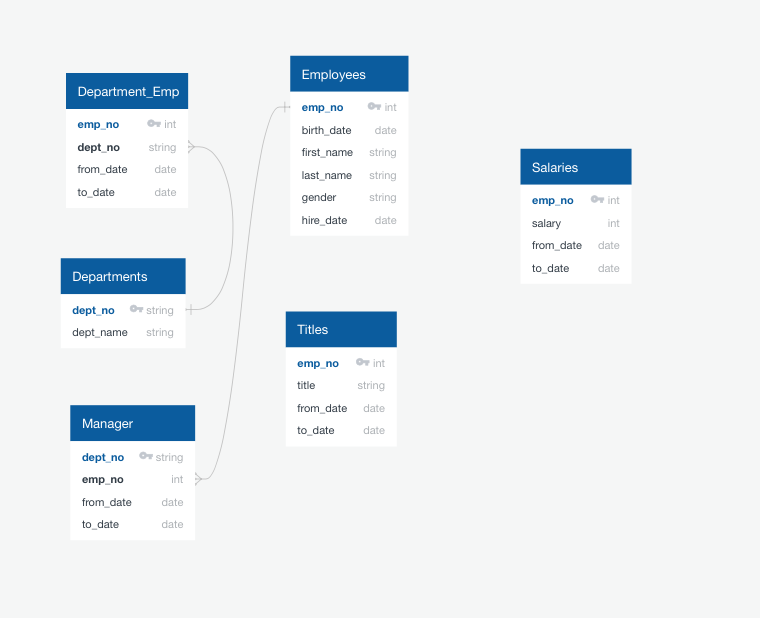 Department_Emp
emp_no int
dept_no string
from_date date
to_date date
Departments
dept_no string
dept_name string
Manager
dept_no string
emp_no int
from_date date
to_date date
Employees
emp_no int
birth_date date
first_name string
last_name string
gender string
hire_date date
Titles
emp_no int
title string
from_date date
to_date date
Salaries
emp_no int
salary int
from_date date
to_date date